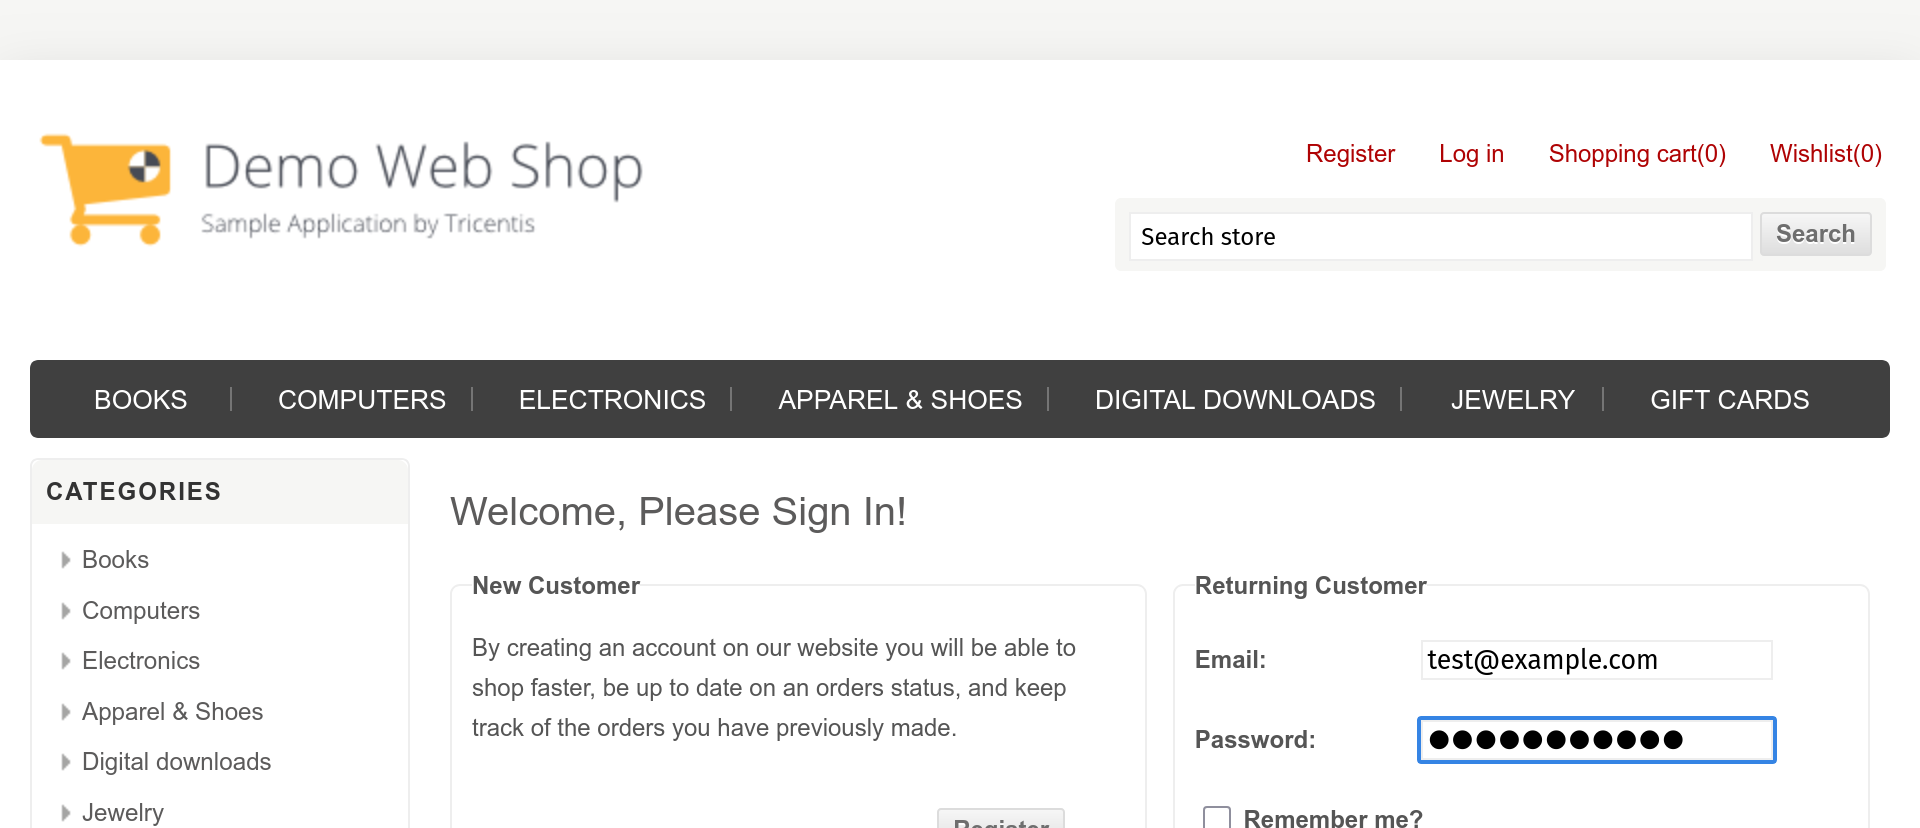 Demo Web Shop
Sample Application by Tricentis
Register Log in Shopping cart(0) Wishlist(0)
Search store Search
BOOKS COMPUTERS ELECTRONICS APPAREL & SHOES DIGITAL DOWNLOADS JEWELRY GIFT CARDS
CATEGORIES
Books
Computers
Electronics
Apparel & Shoes
Digital downloads
Jewelry
Welcome, Please Sign In!
New Customer
By creating an account on our website you will be able to
shop faster, be up to date on an orders status, and keep
track of the orders you have previously made.
Register
Returning Customer
Email: test@example.com
Password: ●●●●●●●●●●●
Remember me?